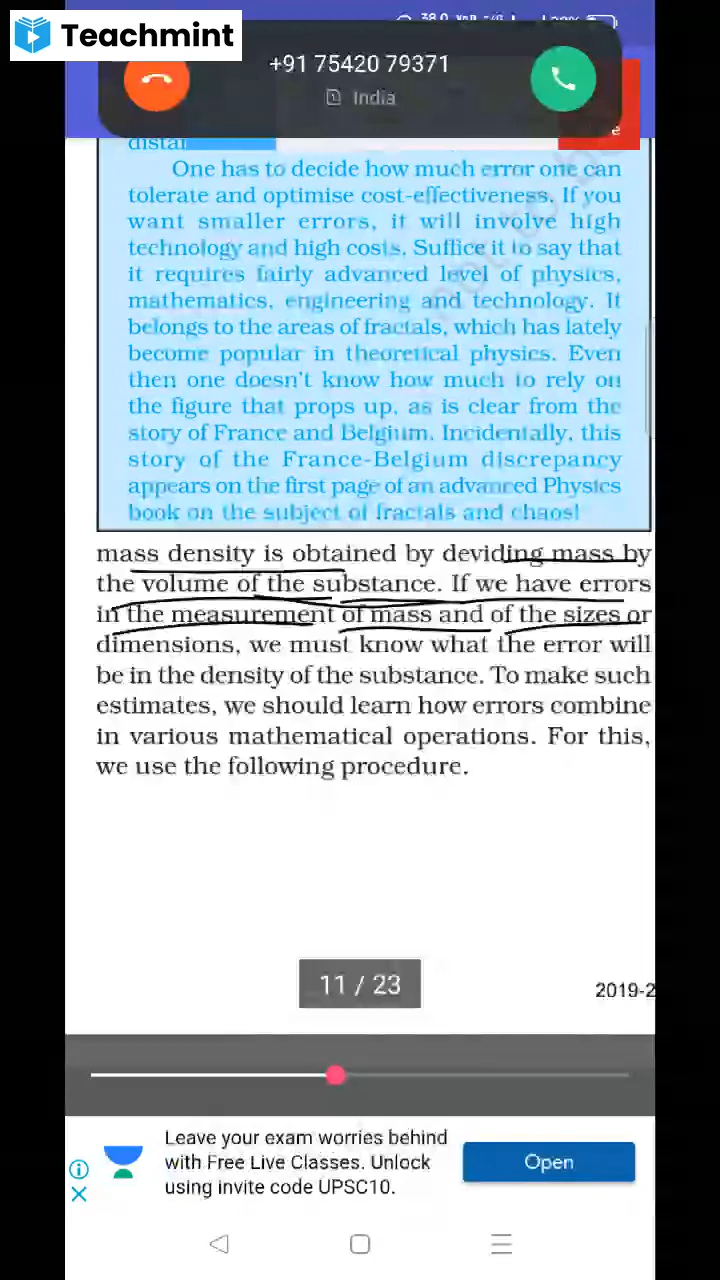 Teachmint
+91 75420 79371
India
e
One has to decide how much error one can
tolerate and optimise cost-effectiveness. If you
want smaller errors, it will involve high
technology and high costs. Suffice it to say that
it requires fairly advanced level of physics,
mathematics, engineering and technology. It
belongs to the areas of fractals, which has lately
become popular in theoretical physics. Even
then one doesn't know how much to rely on
the figure that props up, as is clear from the
story of France and Belgium. Incidentally, this
story of the France-Belgium discrepancy
appears on the first page of an advanced Physics
book on the subject of fractals and chaos!
mass density is obtained by deviding mass by
the volume of the substance. If we have errors
in the measurement of mass and of the sizes or
dimensions, we must know what the error will
be in the density of the substance. To make such
estimates, we should learn how errors combine
in various mathematical operations. For this,
we use the following procedure.
11 / 23
2019-2
Leave your exam worries behind
with Free Live Classes. Unlock
using invite code UPSC10.
Open